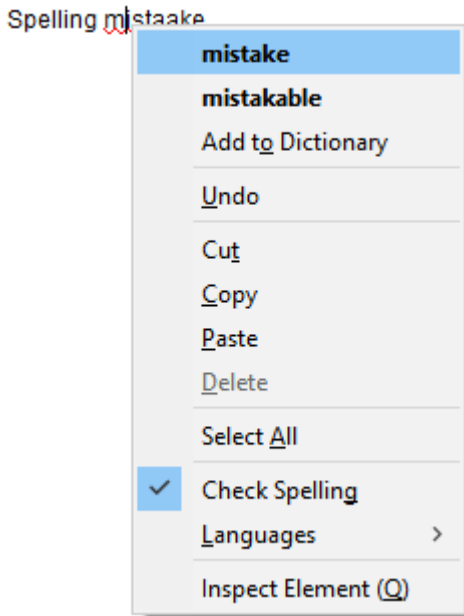 Spelling mistaake
mistake
mistakable
Add to Dictionary
Undo
Cut
Copy
Paste
Delete
Select All
Check Spelling
Languages
Inspect Element (Q)